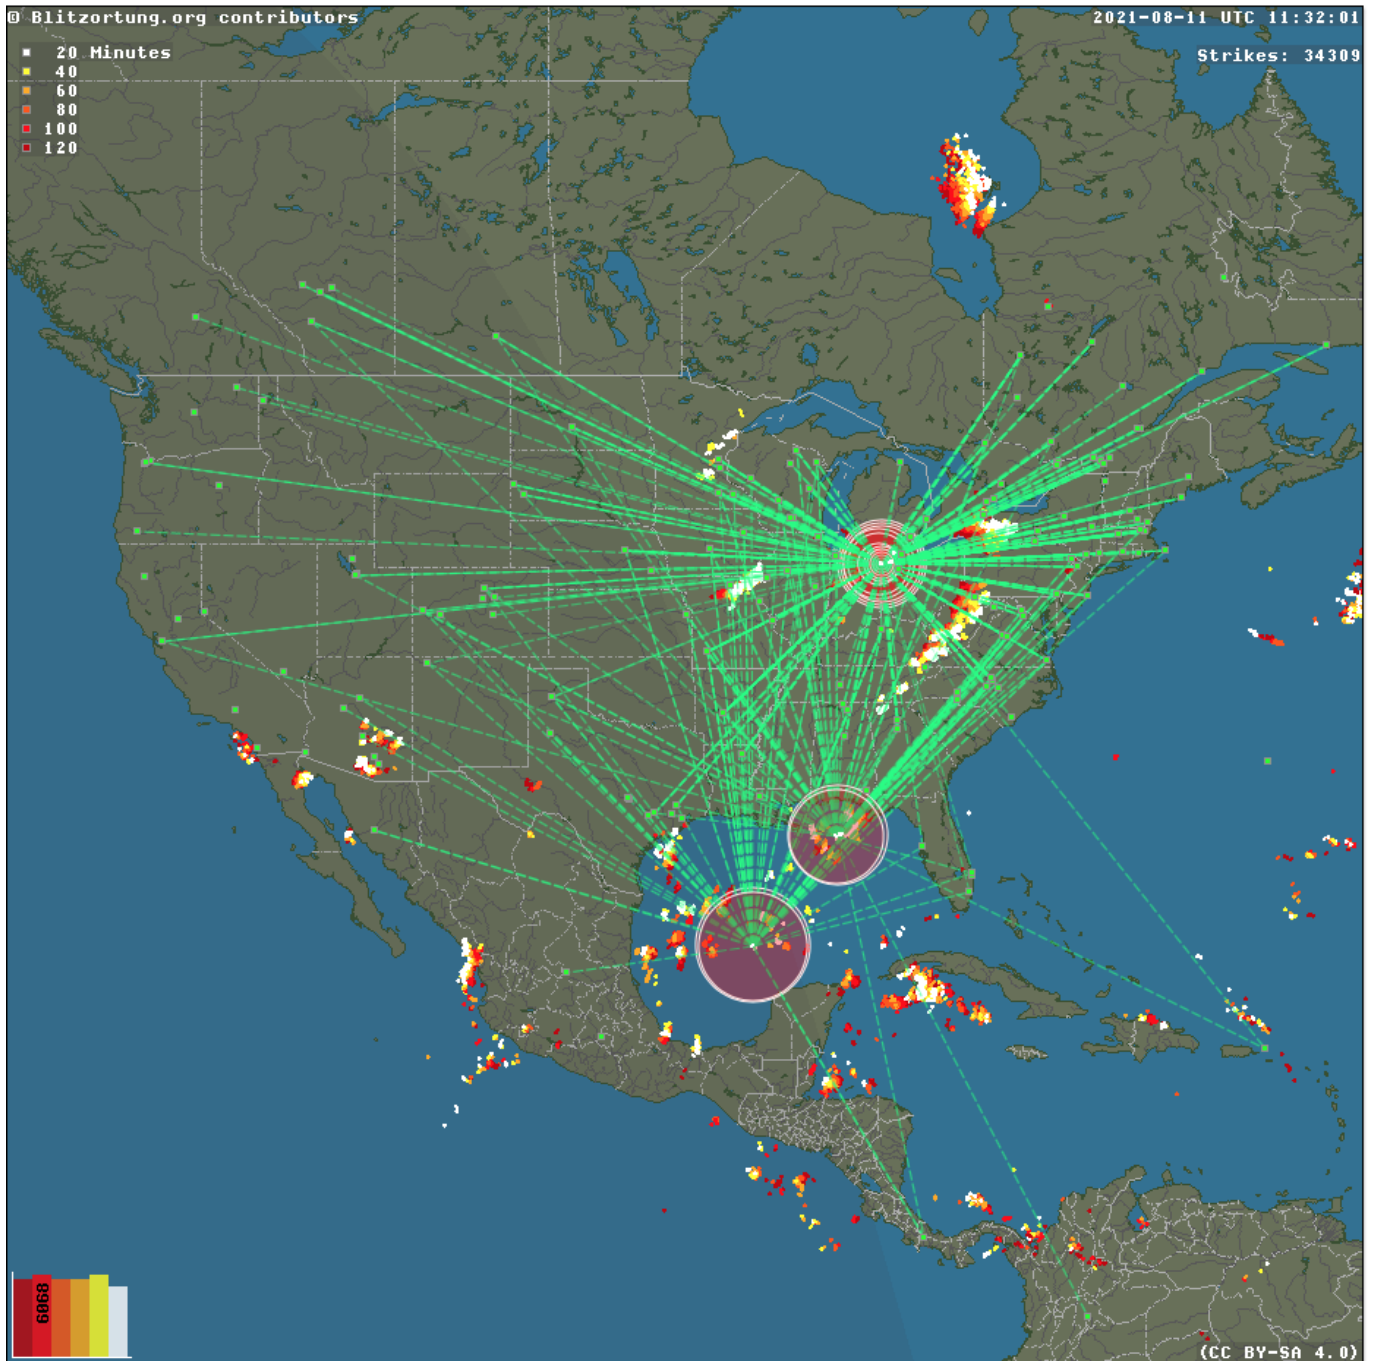 © Blitzortung.org contributors
2021-08-11 UTC 11:32:01
Strikes: 34309
20 Minutes
40
60
80
100
120
6068
(CC BY-SA 4.0)